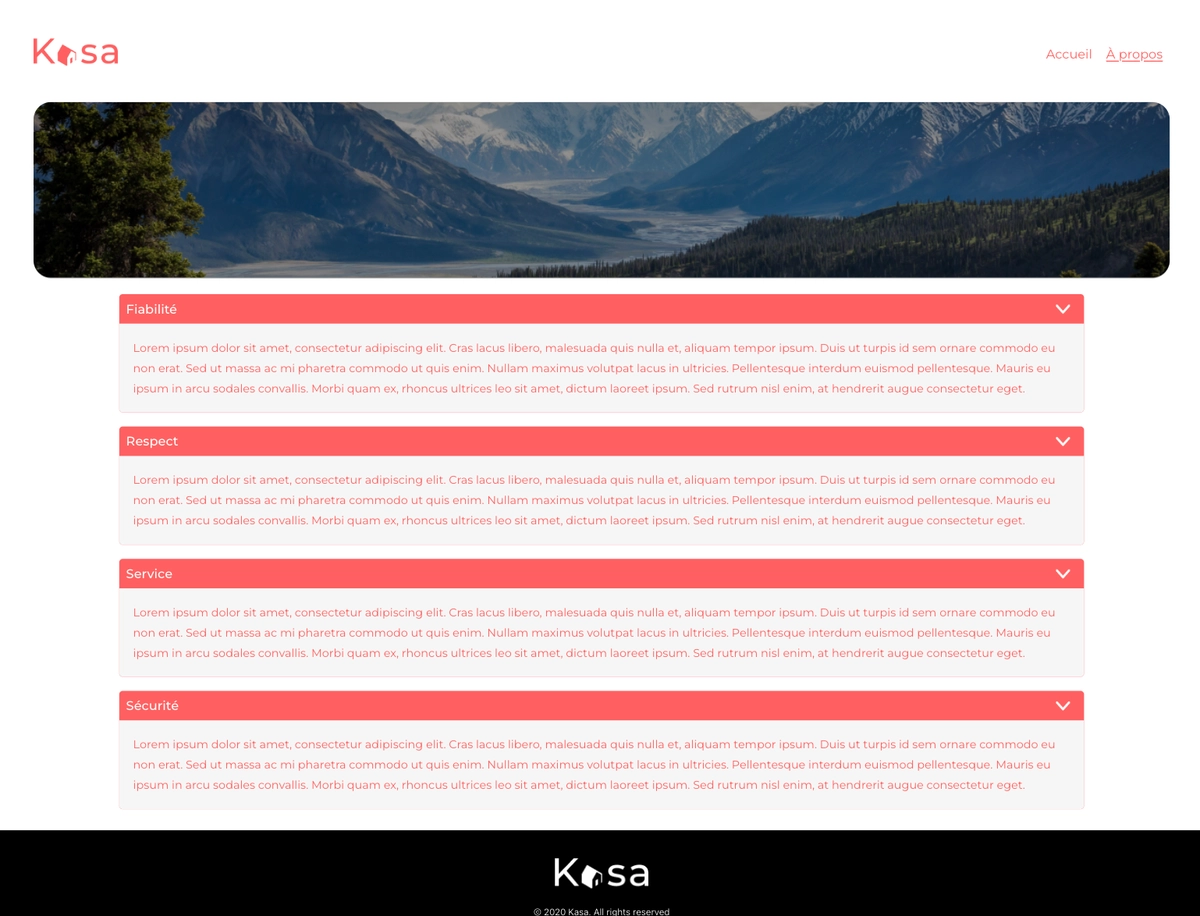 Kasa
Accueil À propos
Fiabilité
Lorem ipsum dolor sit amet, consectetur adipiscing elit. Cras lacus libero, malesuada quis nulla et, aliquam tempor ipsum. Duis ut turpis id sem ornare commodo eu
non erat. Sed ut massa ac mi pharetra commodo ut quis enim. Nullam maximus volutpat lacus in ultricies. Pellentesque interdum euismod pellentesque. Mauris eu
ipsum in arcu sodales convallis. Morbi quam ex, rhoncus ultrices leo sit amet, dictum laoreet ipsum. Sed rutrum nisl enim, at hendrerit augue consectetur eget.
Respect
Lorem ipsum dolor sit amet, consectetur adipiscing elit. Cras lacus libero, malesuada quis nulla et, aliquam tempor ipsum. Duis ut turpis id sem ornare commodo eu
non erat. Sed ut massa ac mi pharetra commodo ut quis enim. Nullam maximus volutpat lacus in ultricies. Pellentesque interdum euismod pellentesque. Mauris eu
ipsum in arcu sodales convallis. Morbi quam ex, rhoncus ultrices leo sit amet, dictum laoreet ipsum. Sed rutrum nisl enim, at hendrerit augue consectetur eget.
Service
Lorem ipsum dolor sit amet, consectetur adipiscing elit. Cras lacus libero, malesuada quis nulla et, aliquam tempor ipsum. Duis ut turpis id sem ornare commodo eu
non erat. Sed ut massa ac mi pharetra commodo ut quis enim. Nullam maximus volutpat lacus in ultricies. Pellentesque interdum euismod pellentesque. Mauris eu
ipsum in arcu sodales convallis. Morbi quam ex, rhoncus ultrices leo sit amet, dictum laoreet ipsum. Sed rutrum nisl enim, at hendrerit augue consectetur eget.
Sécurité
Lorem ipsum dolor sit amet, consectetur adipiscing elit. Cras lacus libero, malesuada quis nulla et, aliquam tempor ipsum. Duis ut turpis id sem ornare commodo eu
non erat. Sed ut massa ac mi pharetra commodo ut quis enim. Nullam maximus volutpat lacus in ultricies. Pellentesque interdum euismod pellentesque. Mauris eu
ipsum in arcu sodales convallis. Morbi quam ex, rhoncus ultrices leo sit amet, dictum laoreet ipsum. Sed rutrum nisl enim, at hendrerit augue consectetur eget.
Kasa
© 2020 Kasa. All rights reserved